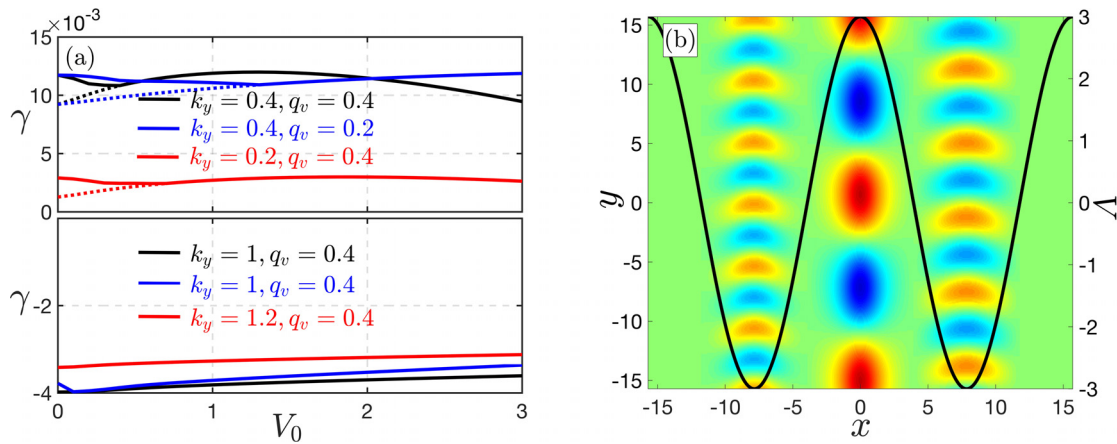 ×10⁻³
15
(a)
10
γ
k_y = 0.4, q_v = 0.4
k_y = 0.4, q_v = 0.2
5
k_y = 0.2, q_v = 0.4
0
k_y = 1, q_v = 0.4
γ
k_y = 1, q_v = 0.4
-2
k_y = 1.2, q_v = 0.4
-4
0 1 2 3
V₀
15
(b)
10
5
y
0
-5
-10
-15
3
2
1
0
V
-1
-2
-3
-15 -10 -5 0 5 10 15
x